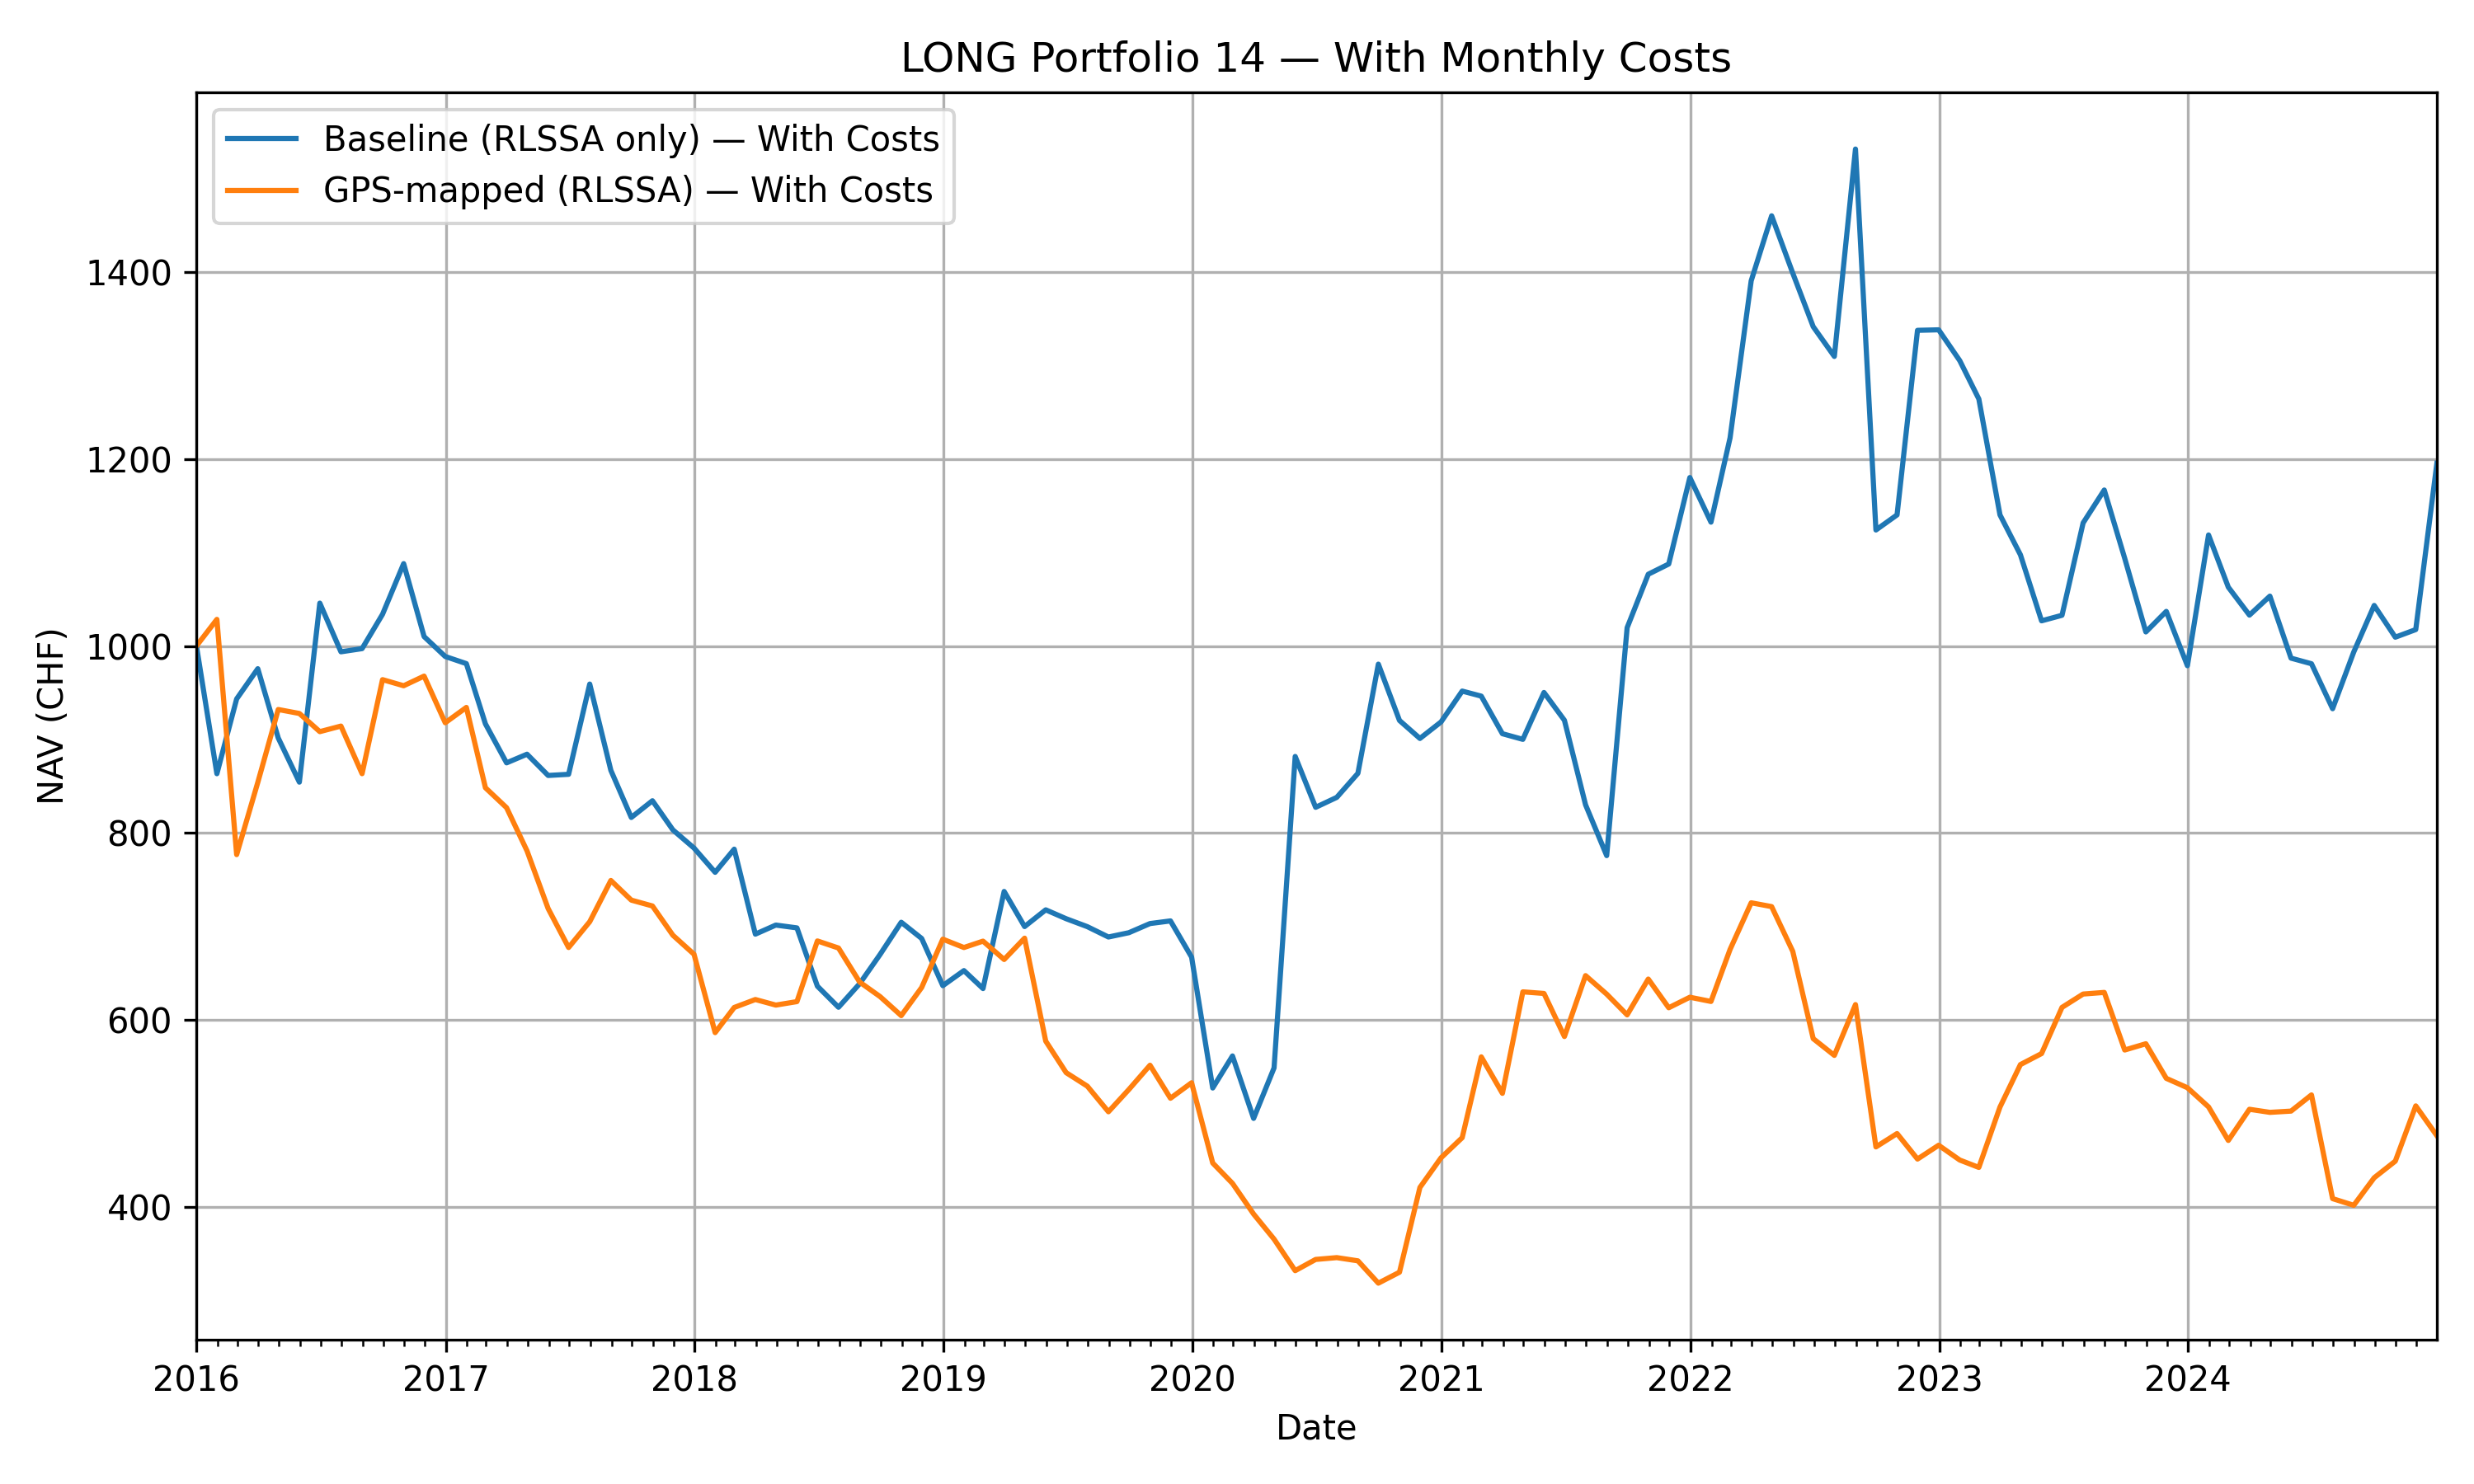 LONG Portfolio 14 — With Monthly Costs
Baseline (RLSSA only) — With Costs
GPS-mapped (RLSSA) — With Costs
1400
1200
1000
800
600
400
NAV (CHF)
2016 2017 2018 2019 2020 2021 2022 2023 2024
Date